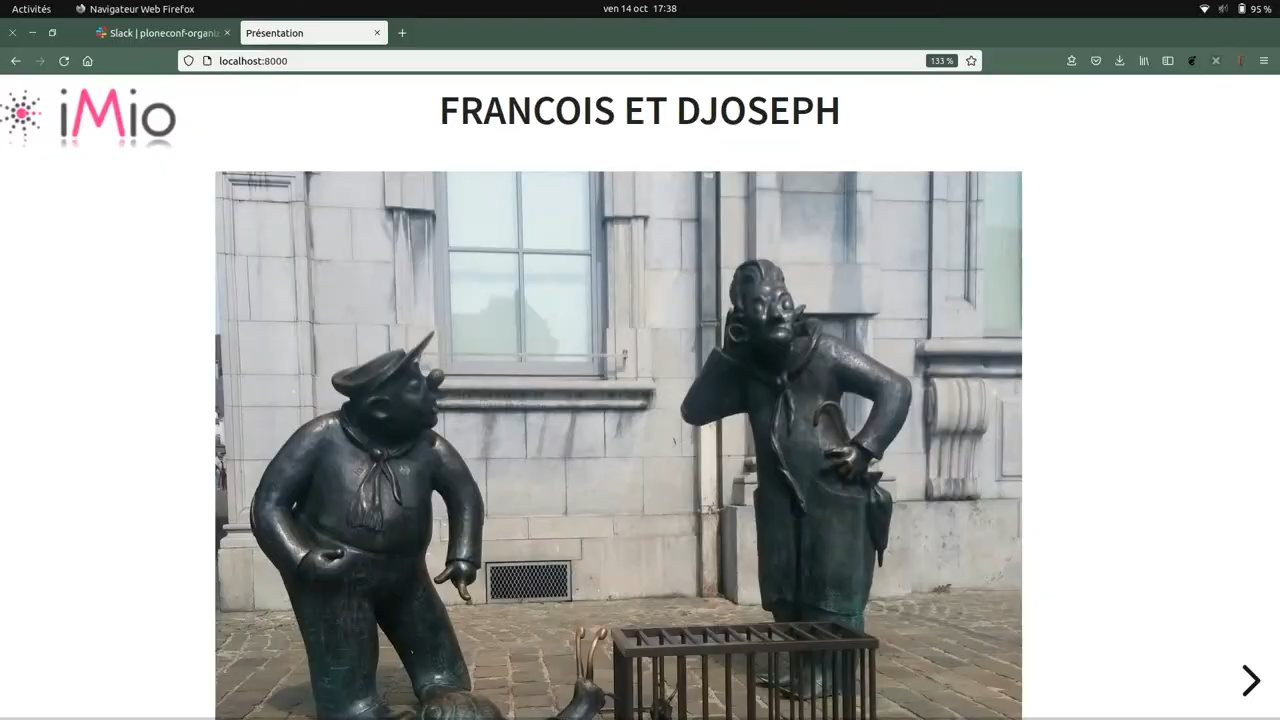 Activités
Navigateur Web Firefox
ven 14 oct 17:38
95 %
Slack | ploneconf-organiz
Présentation
localhost:8000
133 %
iMio
FRANCOIS ET DJOSEPH